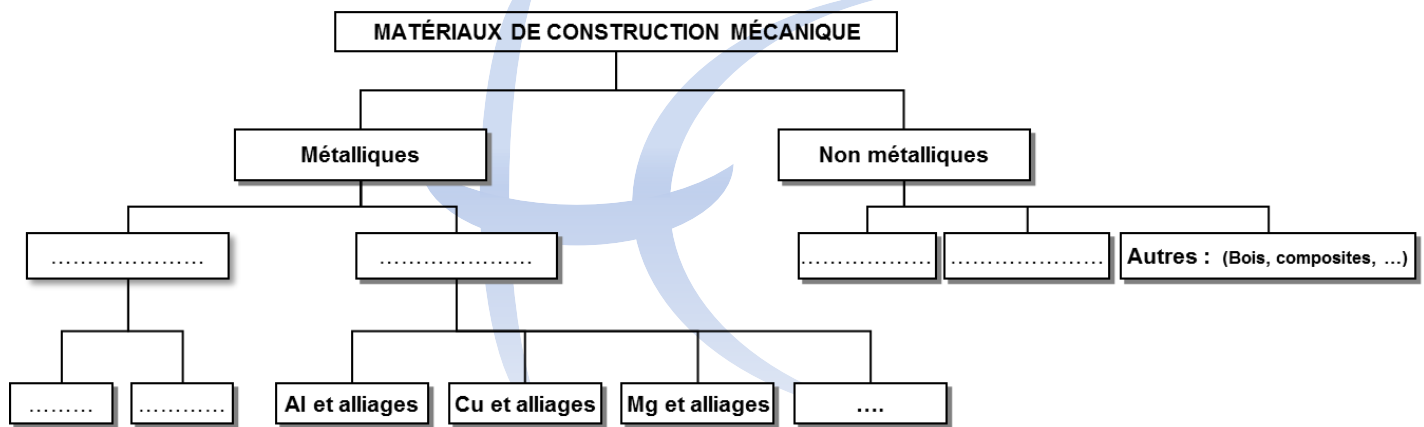 MATÉRIAUX DE CONSTRUCTION MÉCANIQUE
Métalliques
Non métalliques
.....................
.....................
..................
.....................
Autres : (Bois, composites, ...)
.........
............
Al et alliages
Cu et alliages
Mg et alliages
....